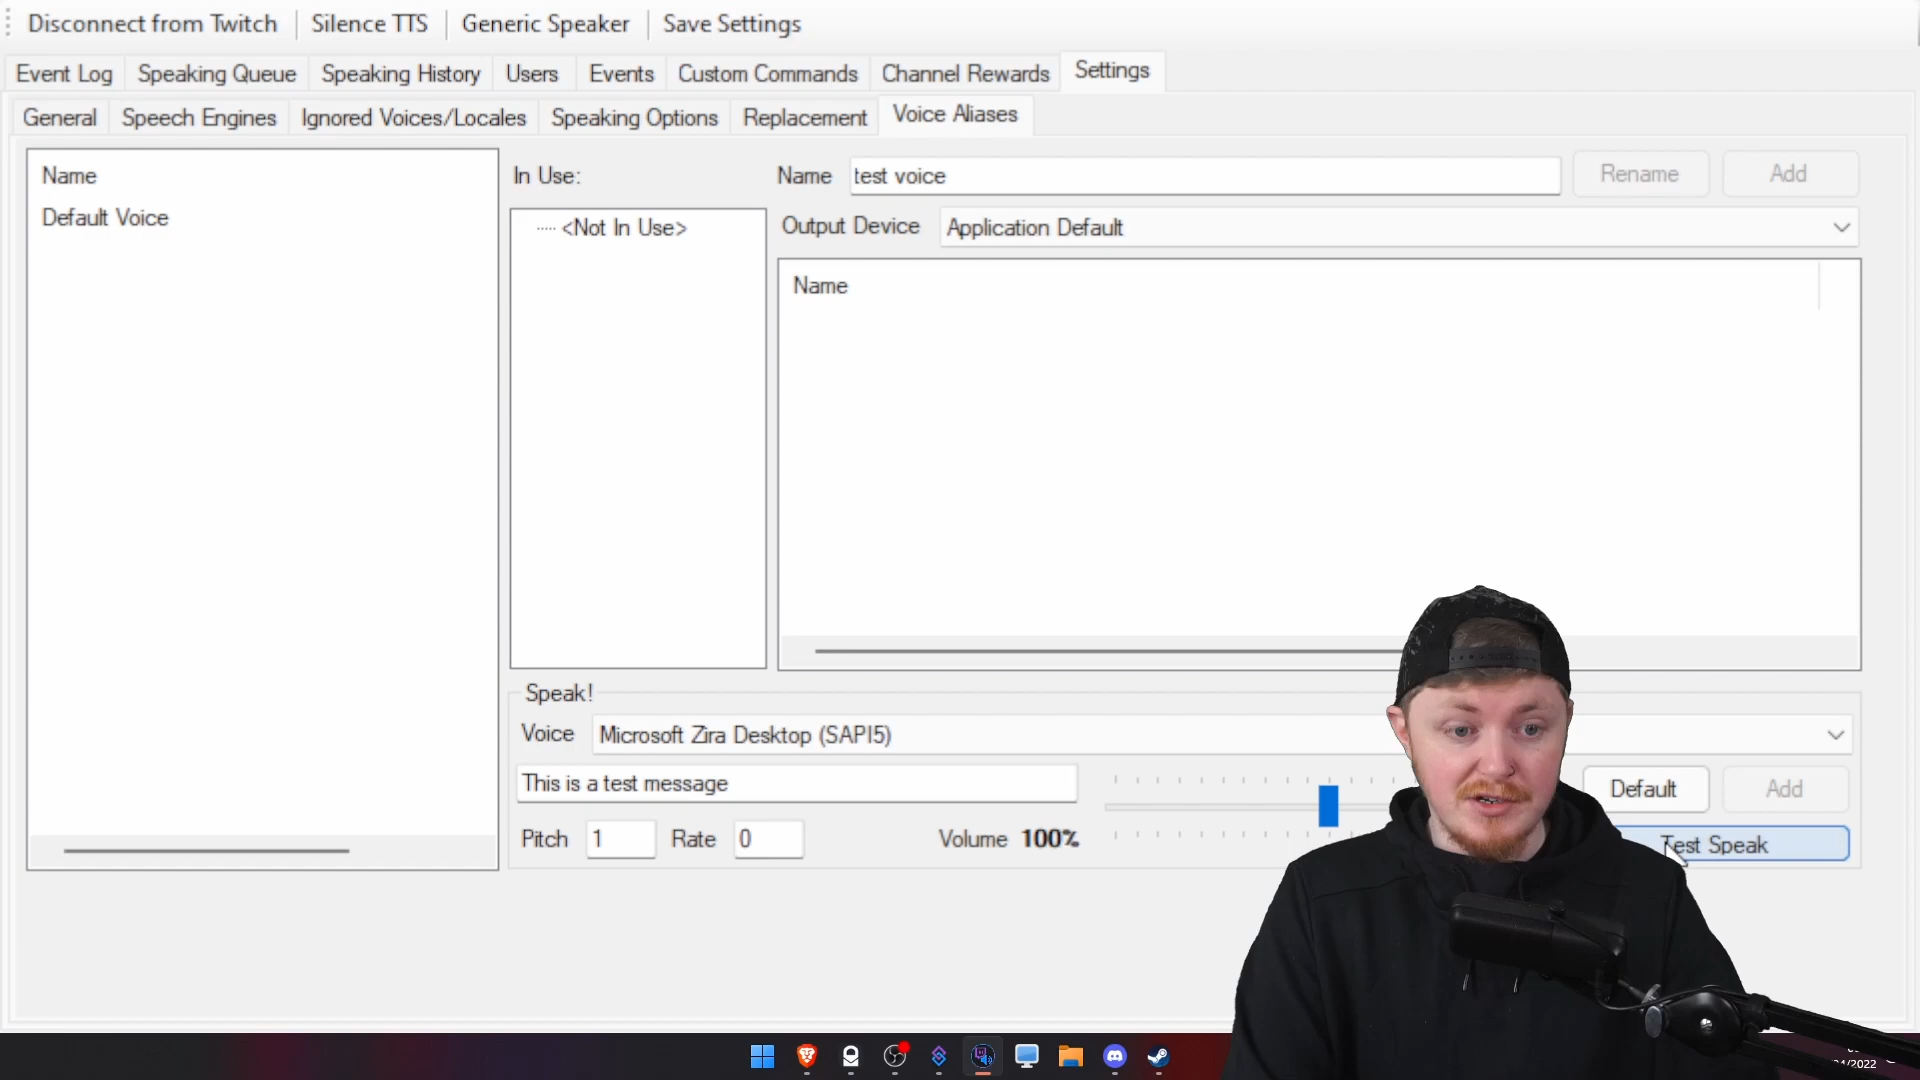 Disconnect from Twitch Silence TTS Generic Speaker Save Settings
Event Log Speaking Queue Speaking History Users Events Custom Commands Channel Rewards Settings
General Speech Engines Ignored Voices/Locales Speaking Options Replacement Voice Aliases
Name In Use: Name test voice Rename Add
Default Voice <Not In Use> Output Device Application Default
Name
Speak!
Voice Microsoft Zira Desktop (SAPI5)
This is a test message Default Add
Pitch 1 Rate 0 Volume 100% Test Speak